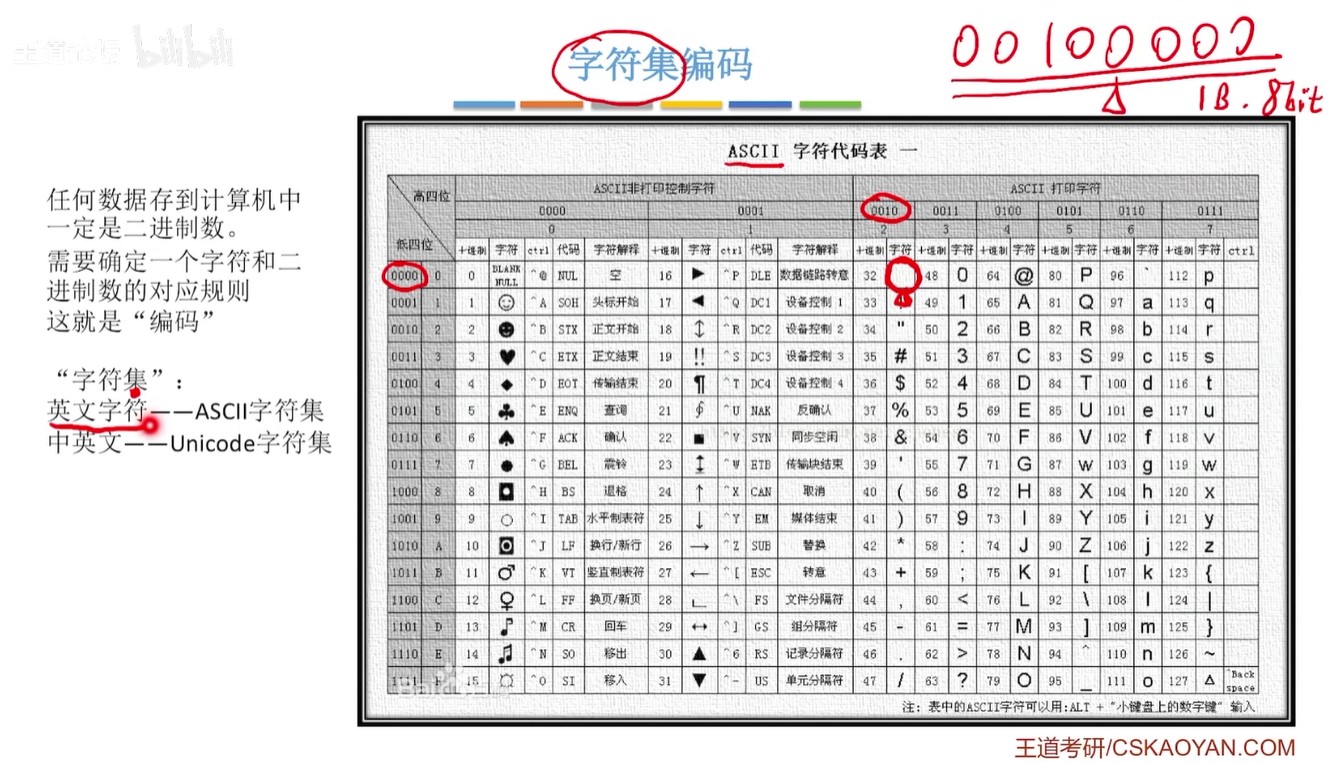 bilibili
字符集编码
00100000
1B. 8bit
任何数据存到计算机中
一定是二进制数。
需要确定一个字符和二
进制数的对应规则
这就是“编码”
“字符集”：
英文字符——ASCII字符集
中英文——Unicode字符集
ASCII 字符代码表 一
高四位 ASCII非打印控制字符 ASCII 打印字符
0000 0001 0010 0011 0100 0101 0110 0111
0 1 2 3 4 5 6 7
低四位 十进制 字符 ctrl 代码 字符解释 十进制 字符 ctrl 代码 字符解释 十进制 字符 十进制 字符 十进制 字符 十进制 字符 十进制 字符 十进制 字符 ctrl
0000 0 0 BLANK NULL ^@ NUL 空 16 ► ^P DLE 数据链路转意 32 48 0 64 @ 80 P 96 ` 112 p
0001 1 1 ☺ ^A SOH 头标开始 17 ◄ ^Q DC1 设备控制 1 33 49 1 65 A 81 Q 97 a 113 q
0010 2 2 ☻ ^B STX 正文开始 18 ↕ ^R DC2 设备控制 2 34 " 50 2 66 B 82 R 98 b 114 r
0011 3 3 ♥ ^C ETX 正文结束 19 !! ^S DC3 设备控制 3 35 # 51 3 67 C 83 S 99 c 115 s
0100 4 4 ◆ ^D EOT 传输结束 20 ¶ ^T DC4 设备控制 4 36 $ 52 4 68 D 84 T 100 d 116 t
0101 5 5 ♣ ^E ENQ 查询 21 ∮ ^U NAK 反确认 37 % 53 5 69 E 85 U 101 e 117 u
0110 6 6 ♠ ^F ACK 确认 22 ■ ^V SYN 同步空闲 38 & 54 6 70 F 86 V 102 f 118 v
0111 7 7 ● ^G BEL 震铃 23 ↨ ^W ETB 传输块结束 39 ' 55 7 71 G 87 w 103 g 119 w
1000 8 8 ◘ ^H BS 退格 24 ↑ ^X CAN 取消 40 ( 56 8 72 H 88 X 104 h 120 x
1001 9 9 ○ ^I TAB 水平制表符 25 ↓ ^Y EM 媒体结束 41 ) 57 9 73 I 89 Y 105 i 121 y
1010 A 10 ◙ ^J LF 换行/新行 26 → ^Z SUB 替换 42 * 58 : 74 J 90 Z 106 j 122 z
1011 B 11 ♂ ^K VT 竖直制表符 27 ← ^[ ESC 转意 43 + 59 ; 75 K 91 [ 107 k 123 {
1100 C 12 ♀ ^L FF 换页/新页 28 ∟ ^\ FS 文件分隔符 44 , 60 < 76 L 92 \ 108 l 124 |
1101 D 13 ♪ ^M CR 回车 29 ↔ ^] GS 组分隔符 45 - 61 = 77 M 93 ] 109 m 125 }
1110 E 14 ♫ ^N SO 移出 30 ▲ ^6 RS 记录分隔符 46 . 62 > 78 N 94 ^ 110 n 126 ~
15 ☼ ^O SI 移入 31 ▼ ^- US 单元分隔符 47 / 63 ? 79 O 95 _ 111 o 127 △ ^Back space
注: 表中的ASCII字符可以用:ALT + "小键盘上的数字键" 输入
王道考研/CSKAOYAN.COM